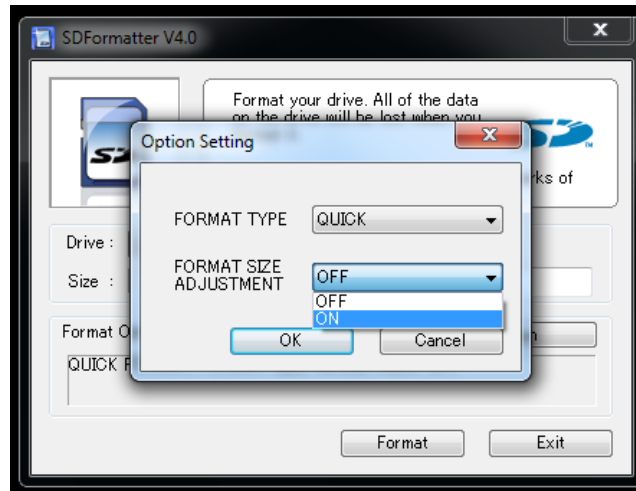 SDFormatter V4.0
x
Format your drive. All of the data
on the drive will be lost when you
rks of
Option Setting
x
FORMAT TYPE
QUICK
FORMAT SIZE
ADJUSTMENT
OFF
OFF
ON
OK
Cancel
Drive :
Size :
Format O
QUICK F
Format
Exit